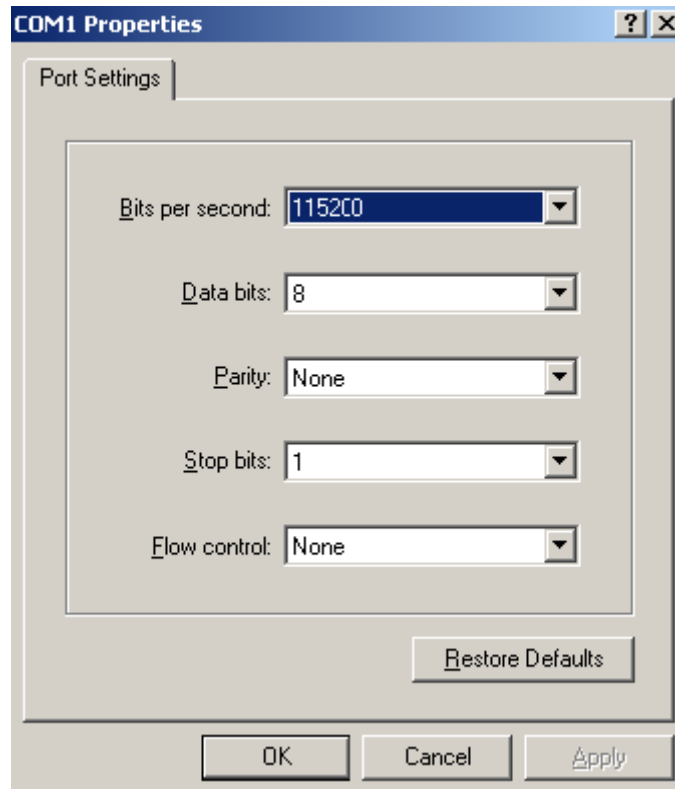 COM1 Properties
Port Settings
Bits per second: 115200
Data bits: 8
Parity: None
Stop bits: 1
Flow control: None
Restore Defaults
OK Cancel Apply